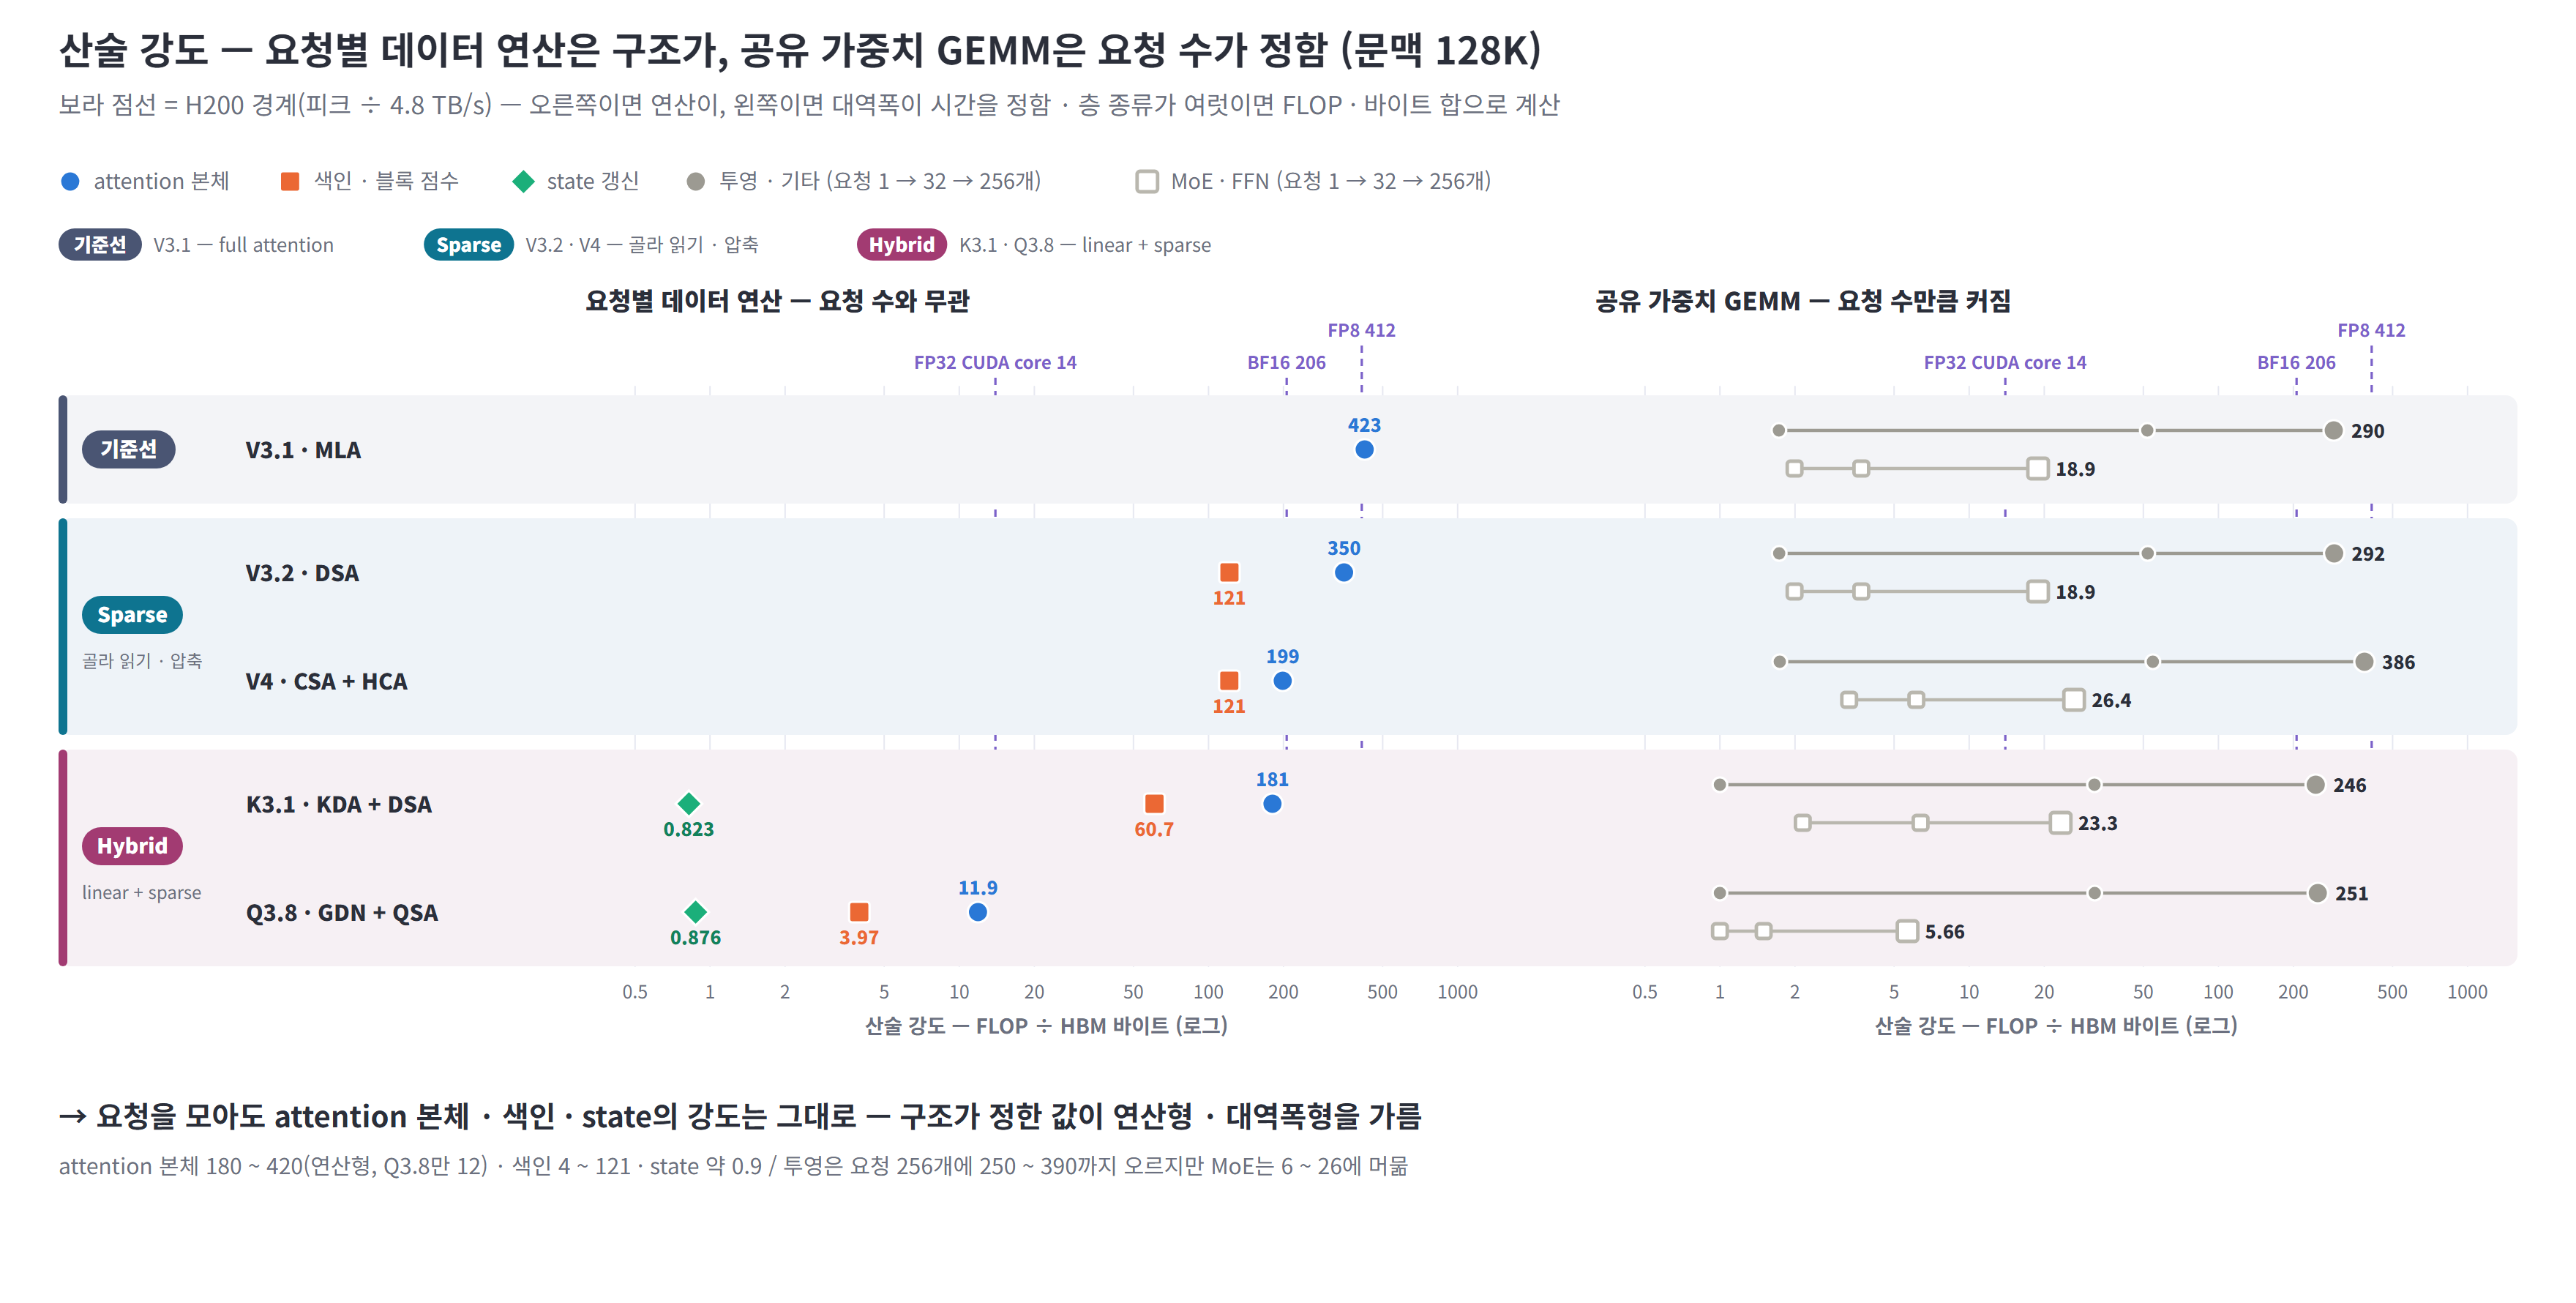 산술 강도 — 요청별 데이터 연산은 구조가, 공유 가중치 GEMM은 요청 수가 정함 (문맥 128K)
보라 점선 = H200 경계(피크 ÷ 4.8 TB/s) — 오른쪽이면 연산이, 왼쪽이면 대역폭이 시간을 정함 · 층 종류가 여럿이면 FLOP · 바이트 합으로 계산
attention 본체 색인 · 블록 점수 state 갱신 투영 · 기타 (요청 1 → 32 → 256개) MoE · FFN (요청 1 → 32 → 256개)
기준선 V3.1 — full attention Sparse V3.2 · V4 — 골라 읽기 · 압축 Hybrid K3.1 · Q3.8 — linear + sparse
요청별 데이터 연산 — 요청 수와 무관
FP8 412
FP32 CUDA core 14 BF16 206
공유 가중치 GEMM — 요청 수만큼 커짐
FP8 412
FP32 CUDA core 14 BF16 206
기준선
V3.1 · MLA
423
290
18.9
Sparse
골라 읽기 · 압축
V3.2 · DSA
350
121
292
18.9
V4 · CSA + HCA
199
121
386
26.4
Hybrid
linear + sparse
K3.1 · KDA + DSA
181
0.823 60.7
246
23.3
Q3.8 · GDN + QSA
11.9
0.876 3.97
251
5.66
0.5 1 2 5 10 20 50 100 200 500 1000
산술 강도 — FLOP ÷ HBM 바이트 (로그)
0.5 1 2 5 10 20 50 100 200 500 1000
산술 강도 — FLOP ÷ HBM 바이트 (로그)
→ 요청을 모아도 attention 본체 · 색인 · state의 강도는 그대로 — 구조가 정한 값이 연산형 · 대역폭형을 가름
attention 본체 180 ~ 420(연산형, Q3.8만 12) · 색인 4 ~ 121 · state 약 0.9 / 투영은 요청 256개에 250 ~ 390까지 오르지만 MoE는 6 ~ 26에 머묾